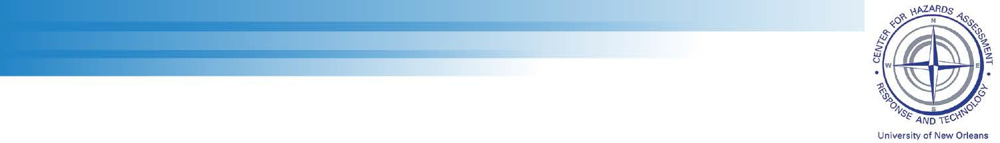 CENTER FOR HAZARDS ASSESSMENT
RESPONSE AND TECHNOLOGY
N
W
E
S
University of New Orleans